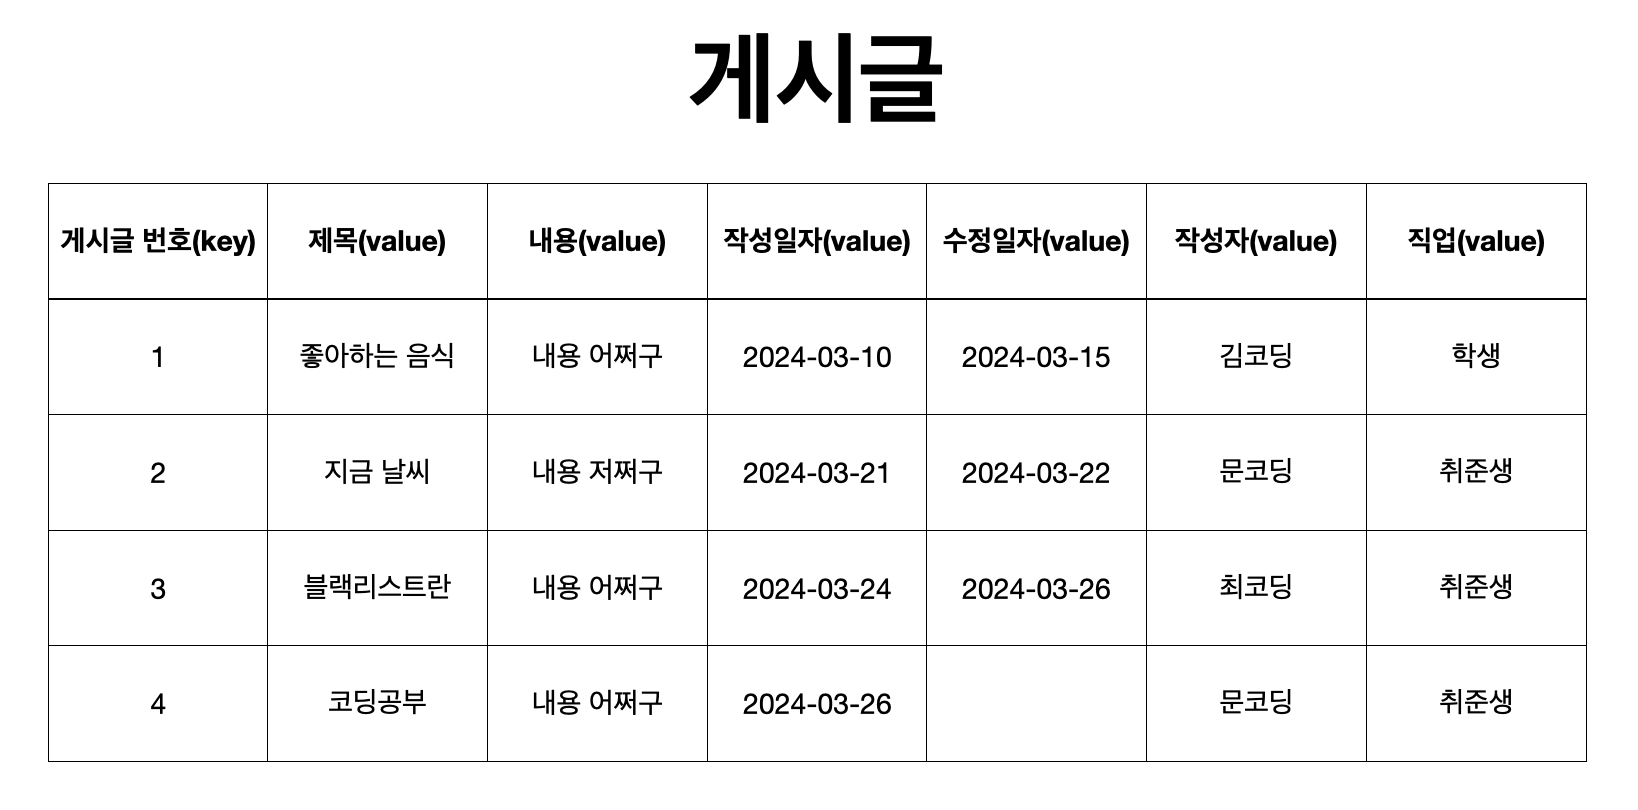 게시글
게시글 번호(key) 제목(value) 내용(value) 작성일자(value) 수정일자(value) 작성자(value) 직업(value)
1 좋아하는 음식 내용 어쩌구 2024-03-10 2024-03-15 김코딩 학생
2 지금 날씨 내용 저쩌구 2024-03-21 2024-03-22 문코딩 취준생
3 블랙리스트란 내용 어쩌구 2024-03-24 2024-03-26 최코딩 취준생
4 코딩공부 내용 어쩌구 2024-03-26 문코딩 취준생